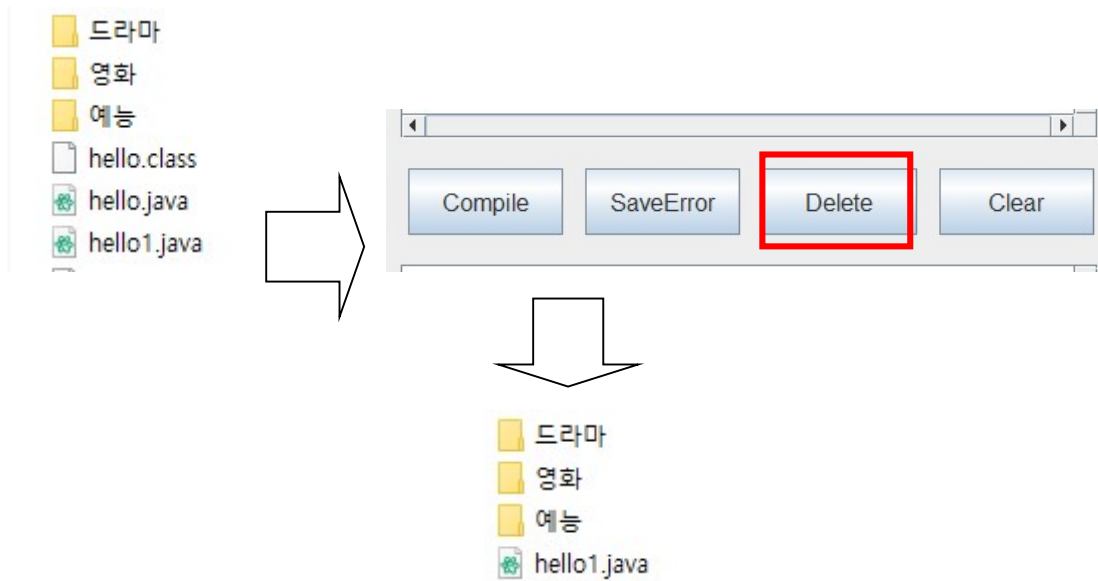 드라마
영화
예능
hello.class
hello.java
hello1.java
Compile SaveError Delete Clear
드라마
영화
예능
hello1.java